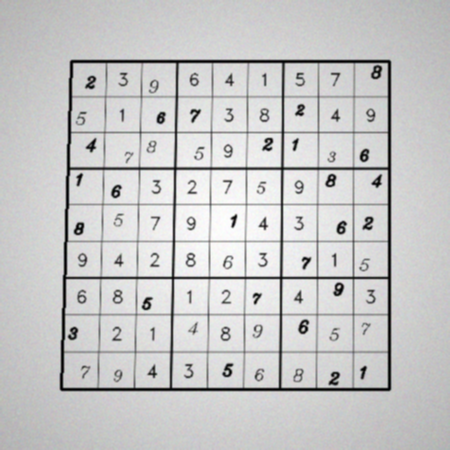 2 3 9 6 4 1 5 7 8
5 1 6 7 3 8 2 4 9
4 7 8 5 9 2 1 3 6
1 6 3 2 7 5 9 8 4
8 5 7 9 1 4 3 6 2
9 4 2 8 6 3 7 1 5
6 8 5 1 2 7 4 9 3
3 2 1 4 8 9 6 5 7
7 9 4 3 5 6 8 2 1